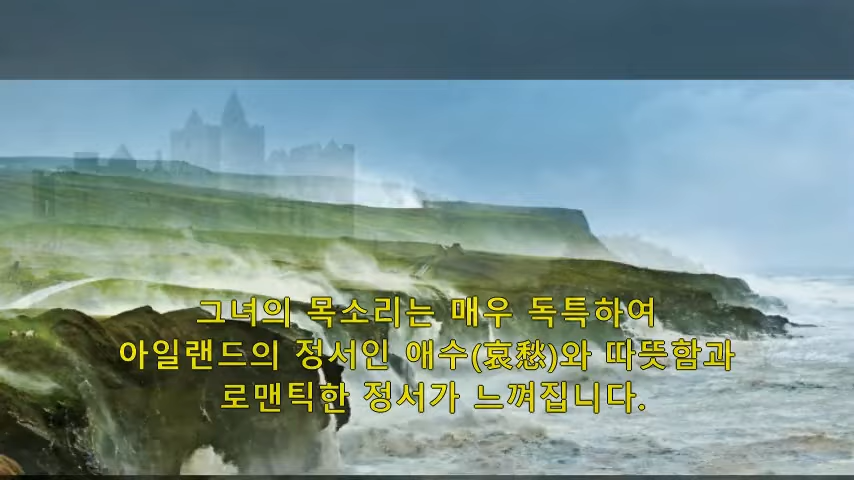 그녀의 목소리는 매우 독특하여
아일랜드의 정서인 애수(哀愁)와 따뜻함과
로맨틱한 정서가 느껴집니다.